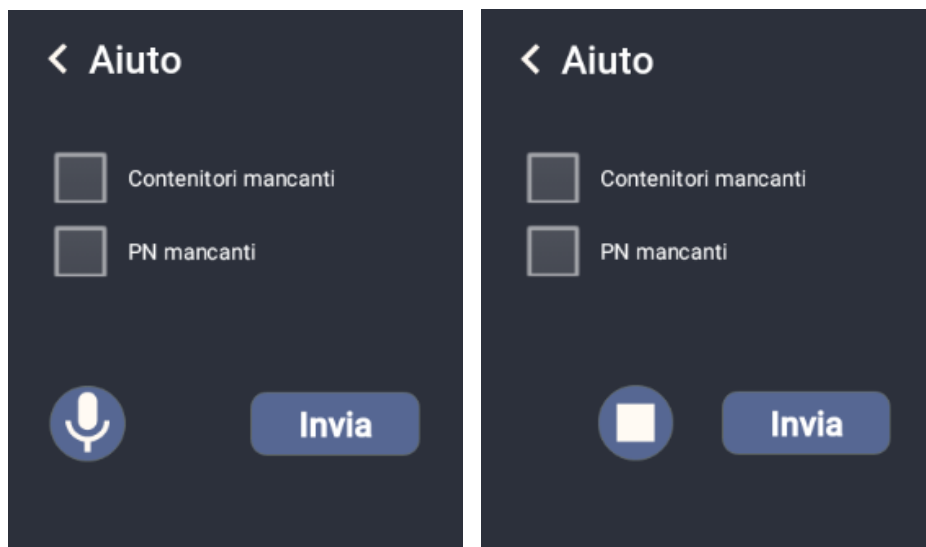 Aiuto
Contenitori mancanti
PN mancanti
Invia
Aiuto
Contenitori mancanti
PN mancanti
Invia